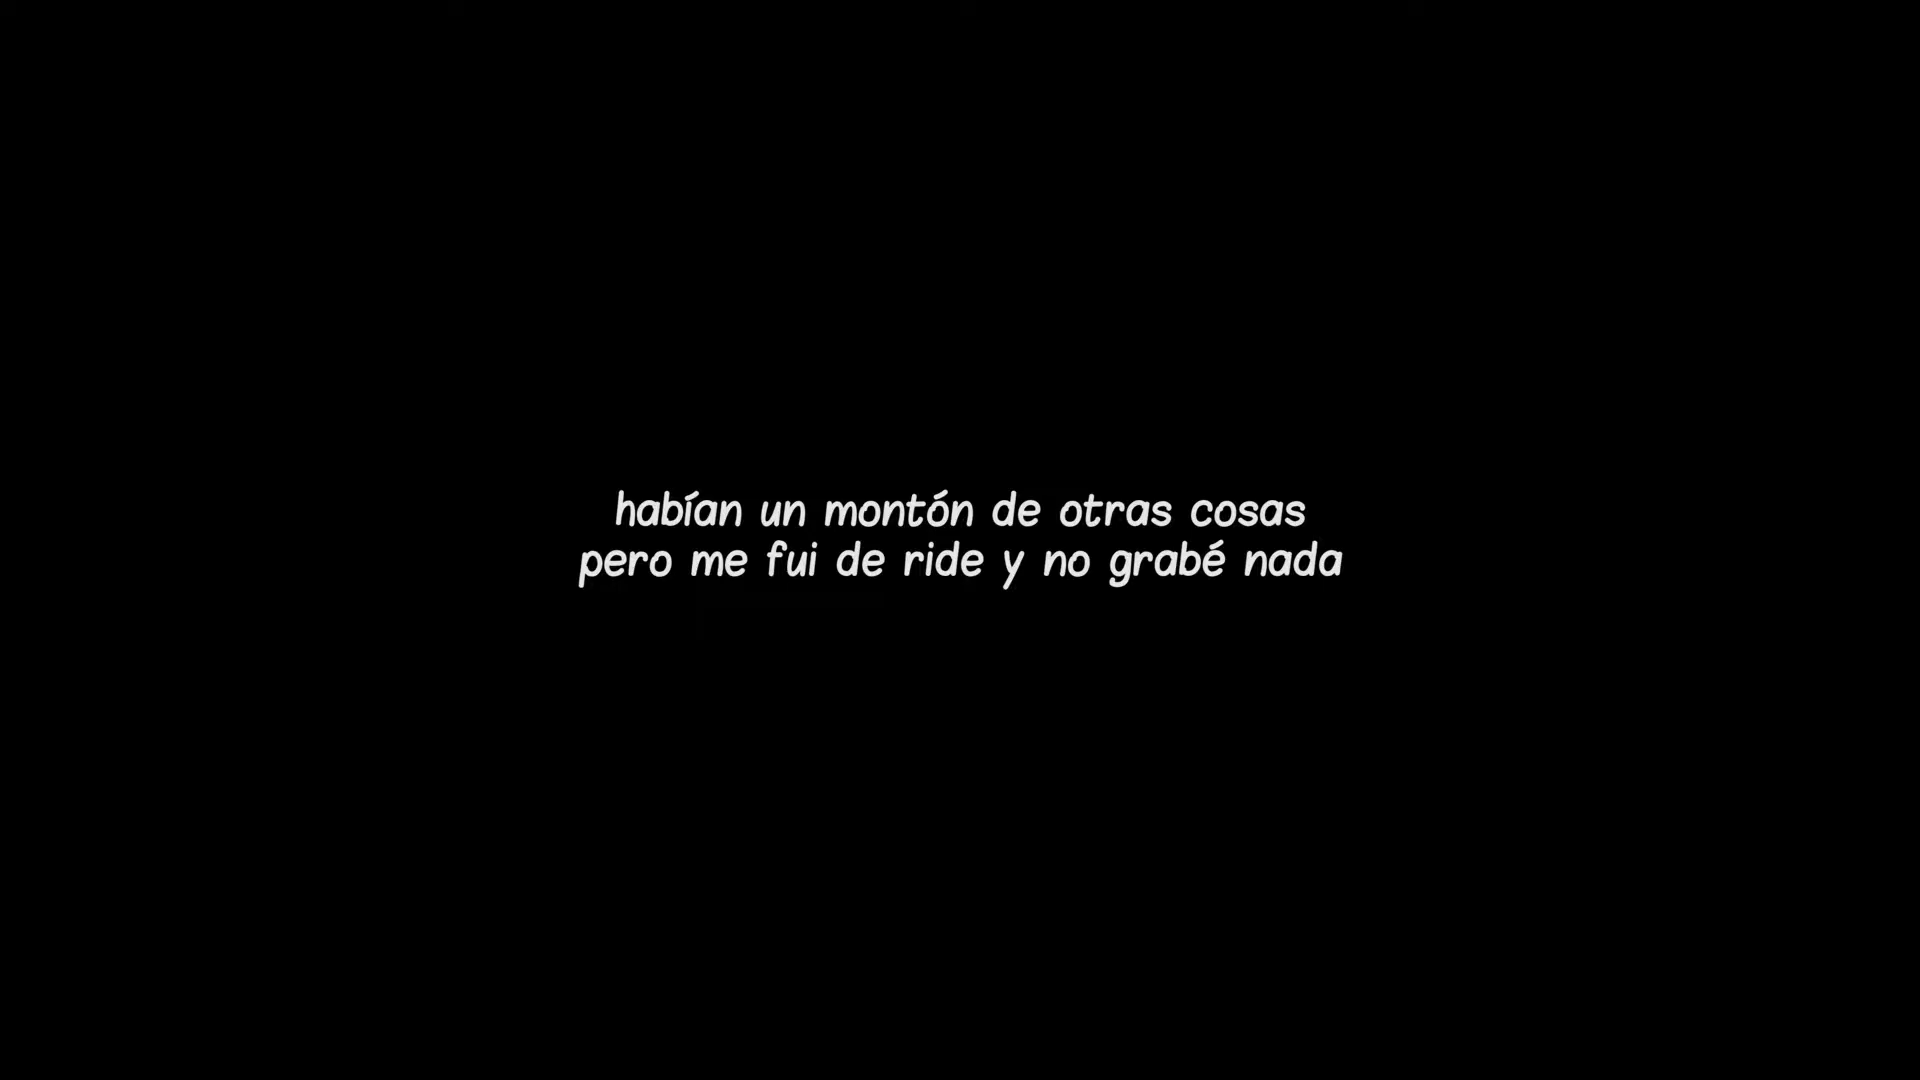 habían un montón de otras cosas
pero me fui de ride y no grabé nada